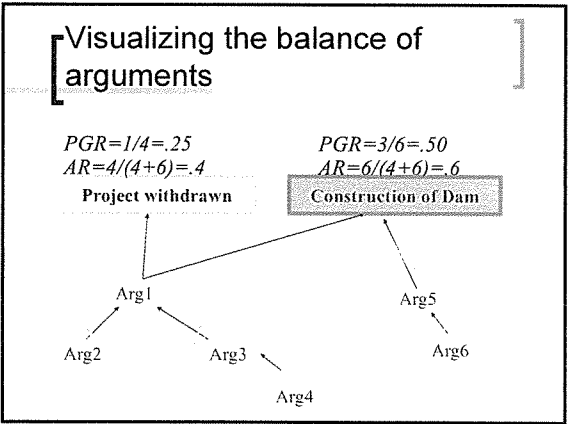 Visualizing the balance of
arguments
PGR=1/4=.25
AR=4/(4+6)=.4
Project withdrawn
PGR=3/6=.50
AR=6/(4+6)=.6
Construction of Dam
Arg1
Arg5
Arg2
Arg3
Arg6
Arg4